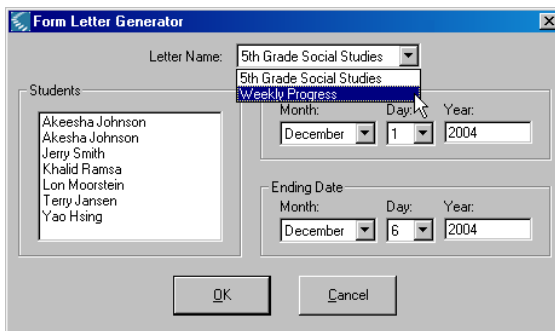 Form Letter Generator
Letter Name: 5th Grade Social Studies
5th Grade Social Studies
Weekly Progress
Students
Akeesha Johnson
Akesha Johnson
Jerry Smith
Khalid Ramsa
Lon Moorstein
Terry Jansen
Yao Hsing
Month: Day: Year:
December 1 2004
Ending Date
Month: Day: Year:
December 6 2004
OK Cancel